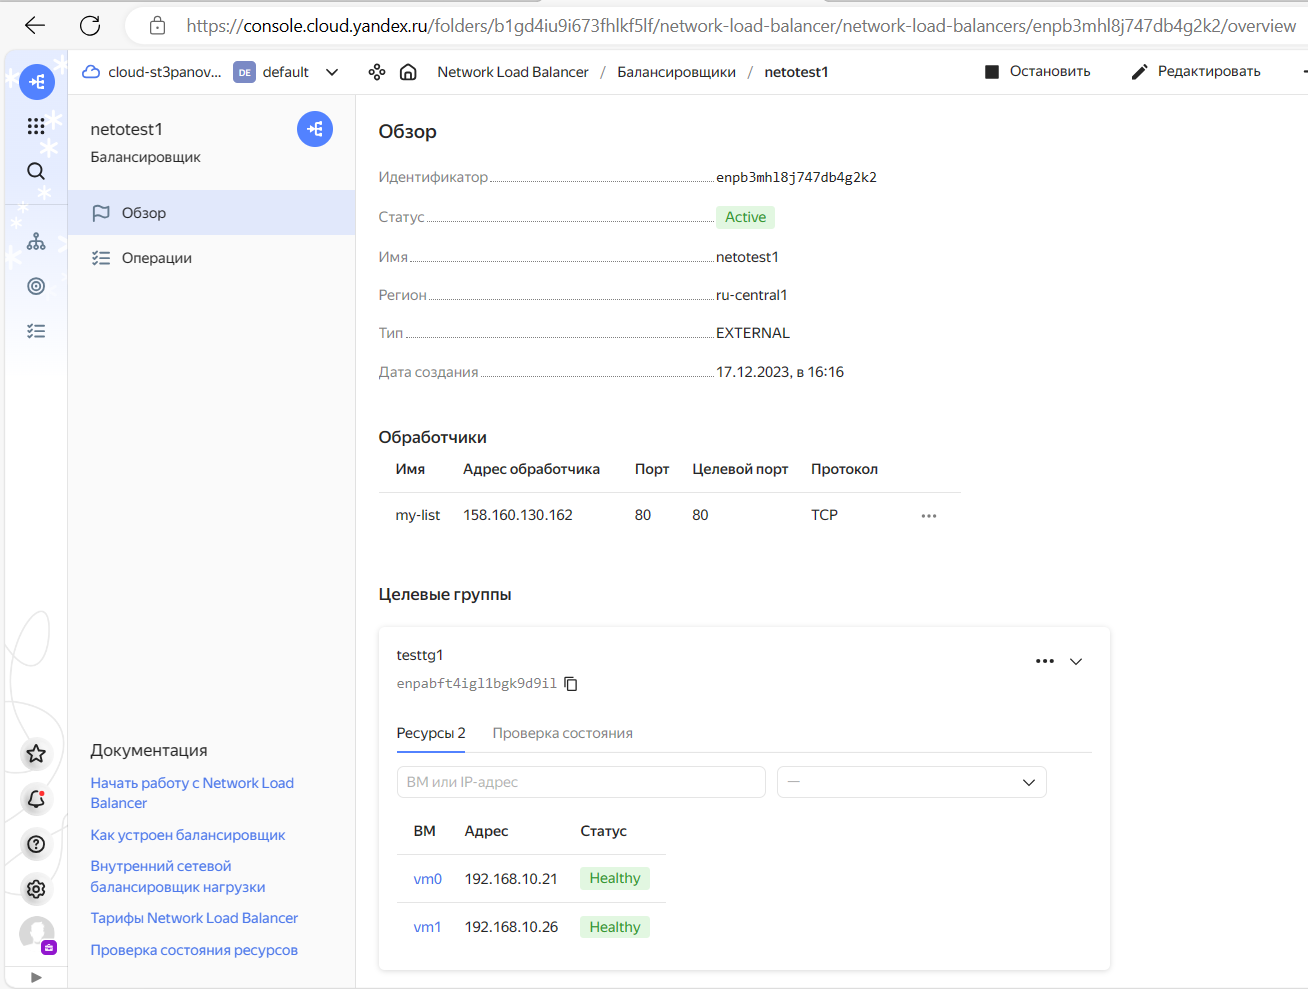 https://console.cloud.yandex.ru/folders/b1gd4iu9i673fhlkf5lf/network-load-balancer/network-load-balancers/enpb3mhl8j747db4g2k2/overview
cloud-st3panov... DE default Network Load Balancer / Балансировщики / netotest1 Остановить Редактировать
netotest1
Балансировщик
Обзор
Операции
Документация
Начать работу с Network Load
Balancer
Как устроен балансировщик
Внутренний сетевой
балансировщик нагрузки
Тарифы Network Load Balancer
Проверка состояния ресурсов
Обзор
Идентификатор enpb3mhl8j747db4g2k2
Статус Active
Имя netotest1
Регион ru-central1
Тип EXTERNAL
Дата создания 17.12.2023, в 16:16
Обработчики
Имя Адрес обработчика Порт Целевой порт Протокол
my-list 158.160.130.162 80 80 TCP
Целевые группы
testtg1
enpabft4igl1bgk9d9il
Ресурсы 2 Проверка состояния
ВМ или IP-адрес —
ВМ Адрес Статус
vm0 192.168.10.21 Healthy
vm1 192.168.10.26 Healthy